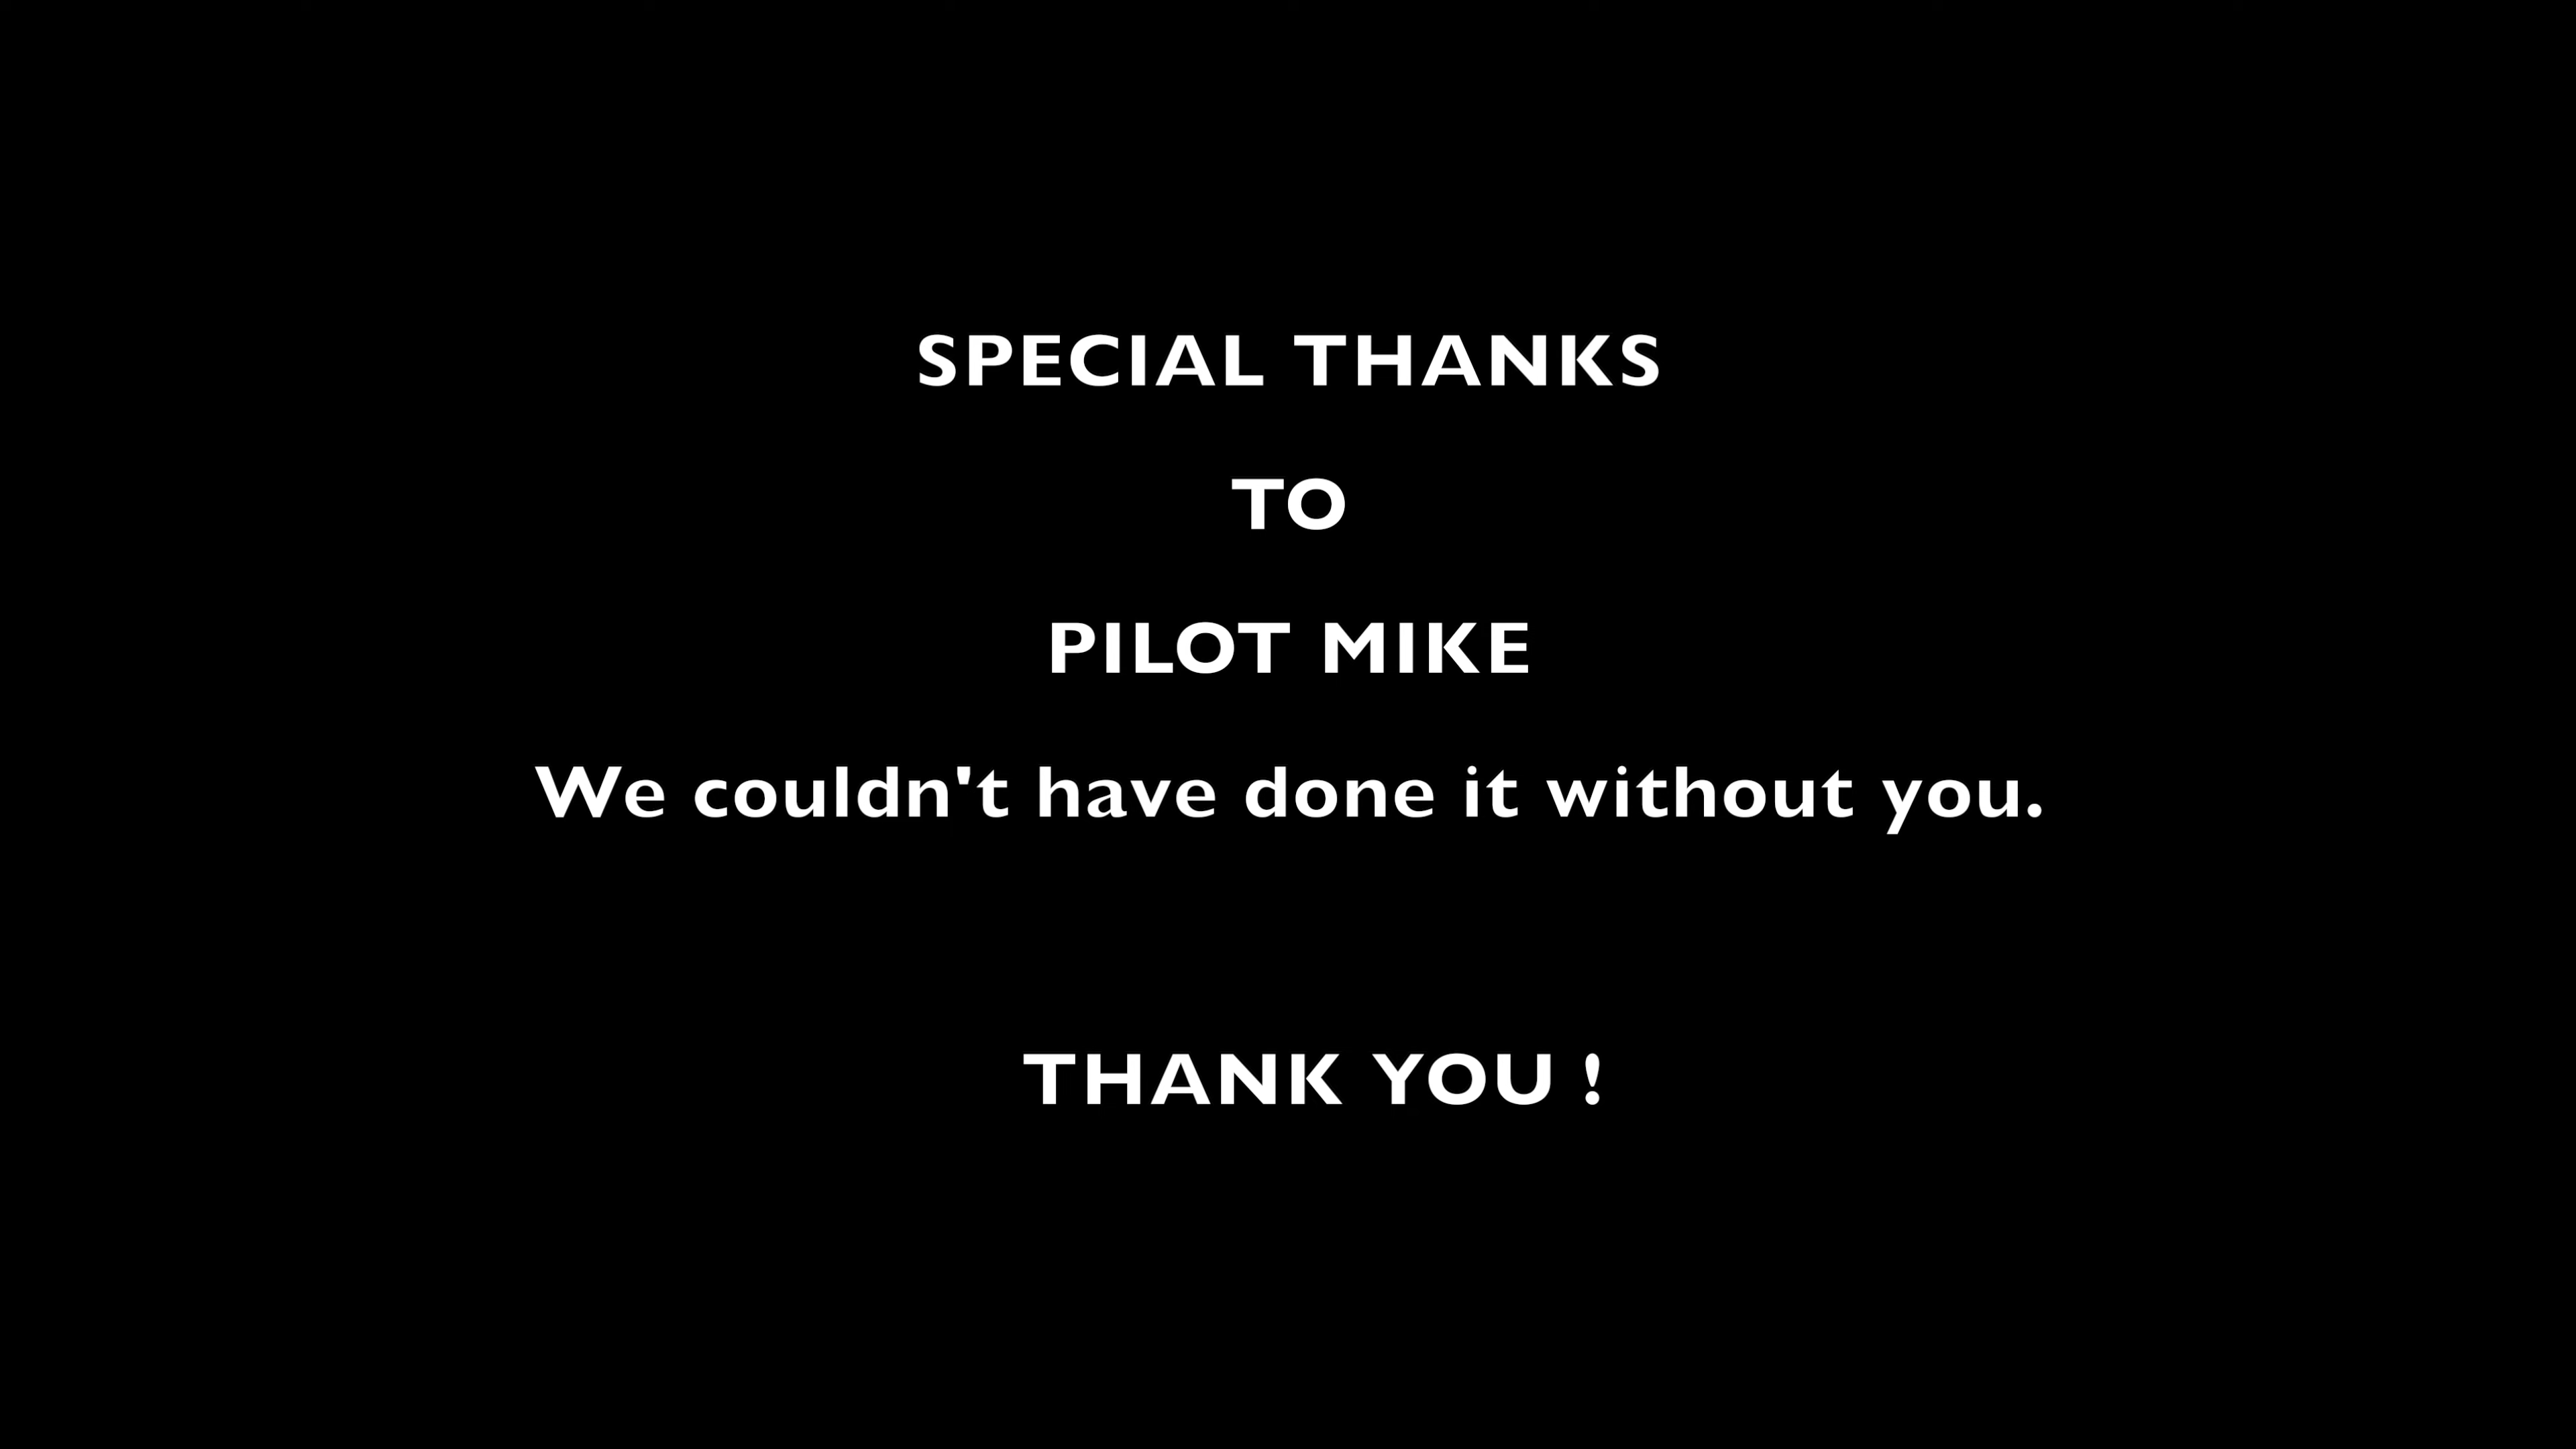 SPECIAL THANKS
TO
PILOT MIKE
We couldn't have done it without you.
THANK YOU !